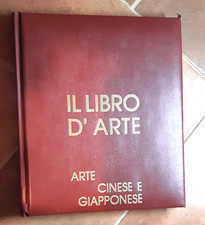 IL LIBRO
D' ARTE
ARTE
CINESE E
GIAPPONESE